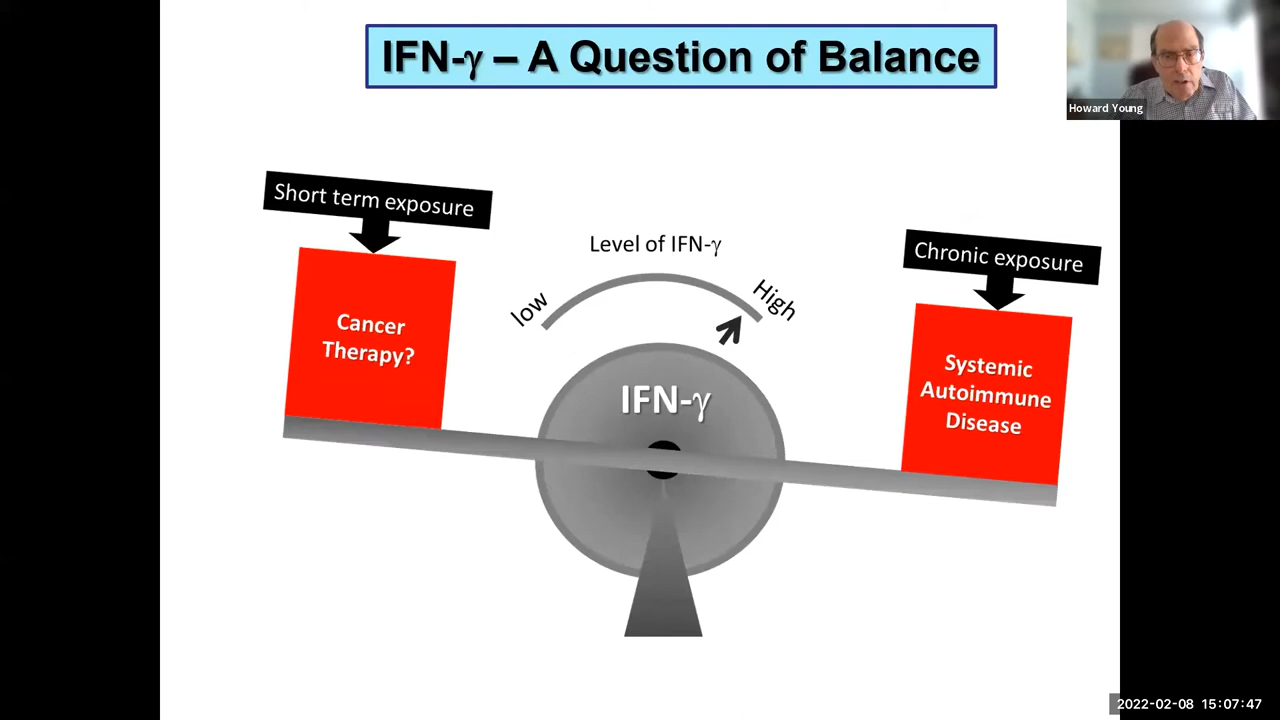 IFN-γ – A Question of Balance
Howard Young
Short term exposure
Level of IFN-γ
low
High
Chronic exposure
Cancer
Therapy?
IFN-γ
Systemic
Autoimmune
Disease
2022-02-08 15:07:47